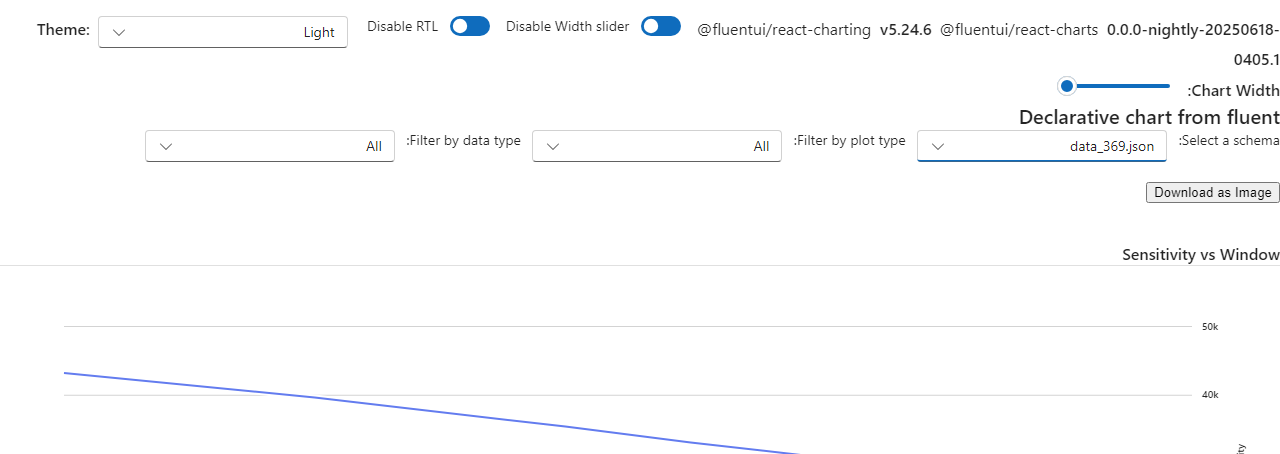 Theme: Light Disable RTL Disable Width slider @fluentui/react-charting v5.24.6 @fluentui/react-charts 0.0.0-nightly-20250618-
0405.1
:Chart Width
Declarative chart from fluent
:Select a schema data_369.json :Filter by plot type All :Filter by data type All
Download as Image
Sensitivity vs Window
50k
40k